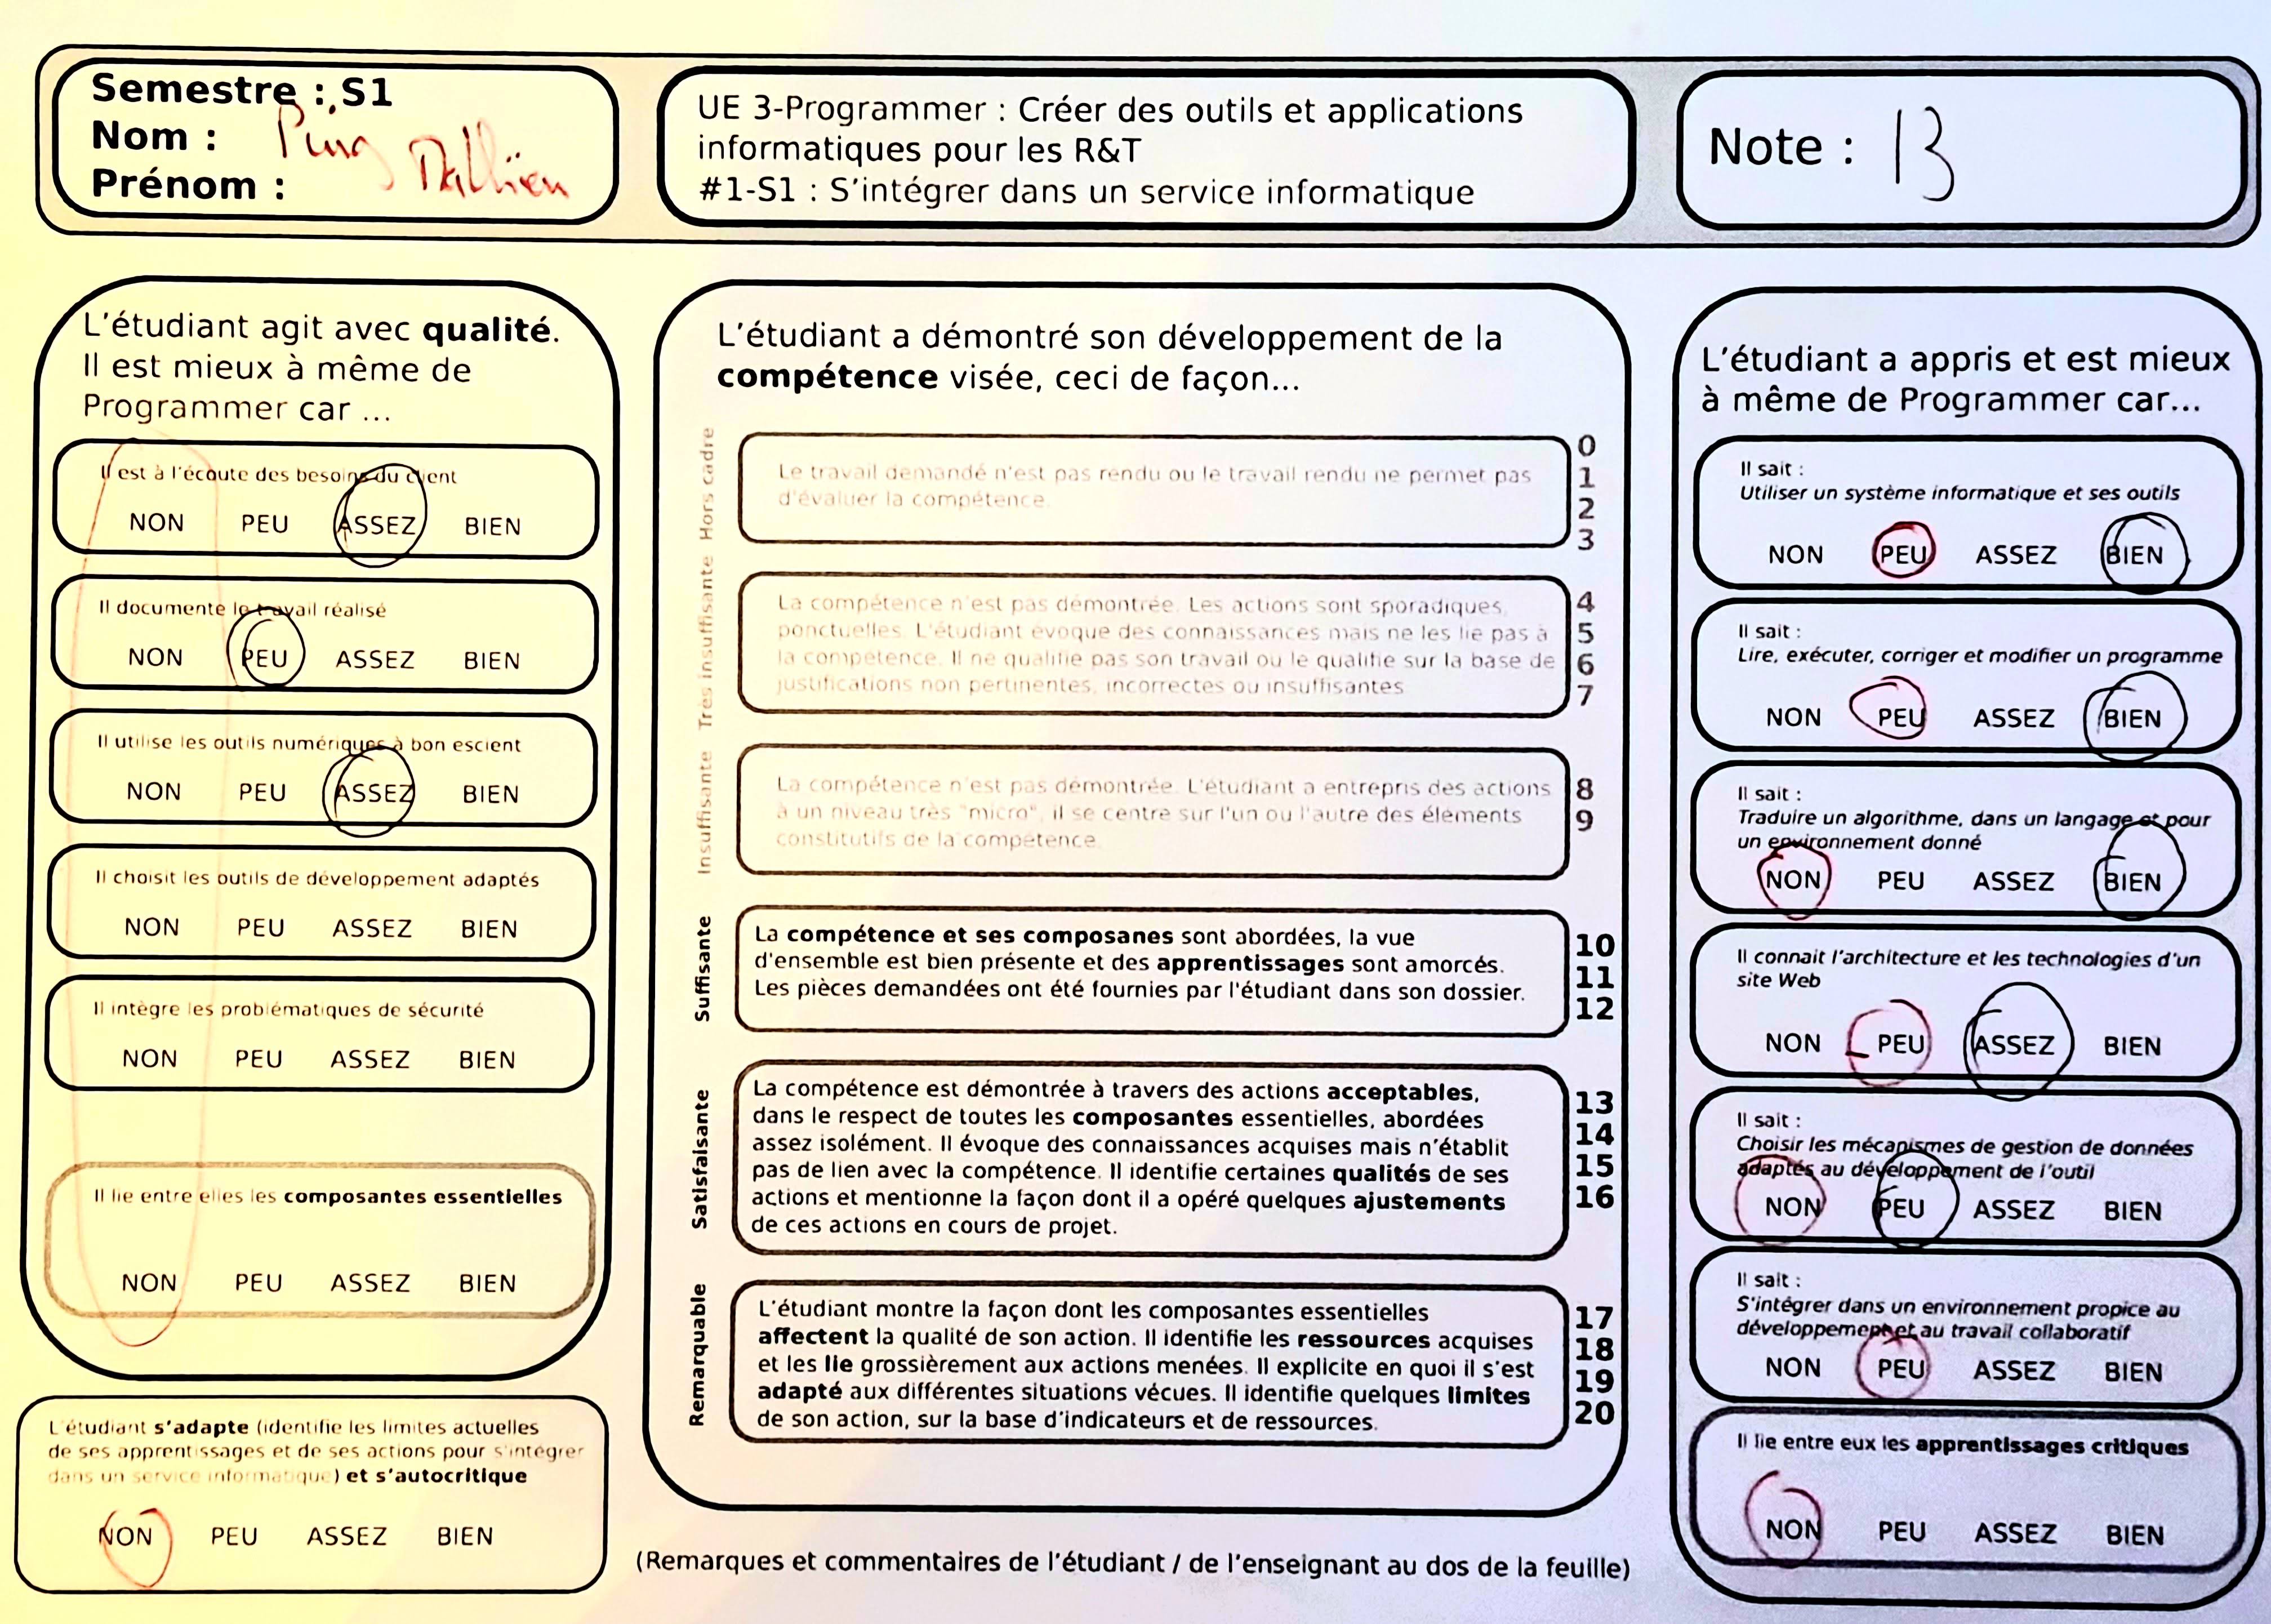 Semestre : S1
Nom :
Prénom :
UE 3-Programmer : Créer des outils et applications
informatiques pour les R&T
#1-S1 : S’intégrer dans un service informatique
Note : 13
L’étudiant agit avec qualité.
Il est mieux à même de
Programmer car ...
Il est à l’écoute des besoins du client
NON PEU ASSEZ BIEN
Il documente le travail réalisé
NON PEU ASSEZ BIEN
Il utilise les outils numériques à bon escient
NON PEU ASSEZ BIEN
Il choisit les outils de développement adaptés
NON PEU ASSEZ BIEN
Il intègre les problématiques de sécurité
NON PEU ASSEZ BIEN
Il lie entre elles les composantes essentielles
NON PEU ASSEZ BIEN
L’étudiant s’adapte (identifie les limites actuelles
de ses apprentissages et de ses actions pour s’intégrer
dans un service informatique) et s’autocritique
NON PEU ASSEZ BIEN
L’étudiant a démontré son développement de la
compétence visée, ceci de façon...
Hors cadre
Le travail demandé n'est pas rendu ou le travail rendu ne permet pas
d'évaluer la compétence.
0
1
2
3
Très insuffisante
La compétence n'est pas démontrée. Les actions sont sporadiques,
ponctuelles. L'étudiant évoque des connaissances mais ne les lie pas à
la compétence. Il ne qualifie pas son travail ou le qualifie sur la base de
justifications non pertinentes, incorrectes ou insuffisantes
4
5
6
7
Insuffisante
La compétence n'est pas démontrée. L'étudiant a entrepris des actions
à un niveau très "micro", il se centre sur l'un ou l'autre des éléments
constitutifs de la compétence.
8
9
Suffisante
La compétence et ses composanes sont abordées, la vue
d'ensemble est bien présente et des apprentissages sont amorcés.
Les pièces demandées ont été fournies par l'étudiant dans son dossier.
10
11
12
Satisfaisante
La compétence est démontrée à travers des actions acceptables,
dans le respect de toutes les composantes essentielles, abordées
assez isolément. Il évoque des connaissances acquises mais n’établit
pas de lien avec la compétence. Il identifie certaines qualités de ses
actions et mentionne la façon dont il a opéré quelques ajustements
de ces actions en cours de projet.
13
14
15
16
Remarquable
L’étudiant montre la façon dont les composantes essentielles
affectent la qualité de son action. Il identifie les ressources acquises
et les lie grossièrement aux actions menées. Il explicite en quoi il s’est
adapté aux différentes situations vécues. Il identifie quelques limites
de son action, sur la base d’indicateurs et de ressources.
17
18
19
20
(Remarques et commentaires de l’étudiant / de l’enseignant au dos de la feuille)
L’étudiant a appris et est mieux
à même de Programmer car...
Il sait :
Utiliser un système informatique et ses outils
NON PEU ASSEZ BIEN
Il sait :
Lire, exécuter, corriger et modifier un programme
NON PEU ASSEZ BIEN
Il sait :
Traduire un algorithme, dans un langage et pour
un environnement donné
NON PEU ASSEZ BIEN
Il connait l’architecture et les technologies d’un
site Web
NON PEU ASSEZ BIEN
Il sait :
Choisir les mécanismes de gestion de données
adaptés au développement de l’outil
NON PEU ASSEZ BIEN
Il sait :
S’intégrer dans un environnement propice au
développement et au travail collaboratif
NON PEU ASSEZ BIEN
Il lie entre eux les apprentissages critiques
NON PEU ASSEZ BIEN